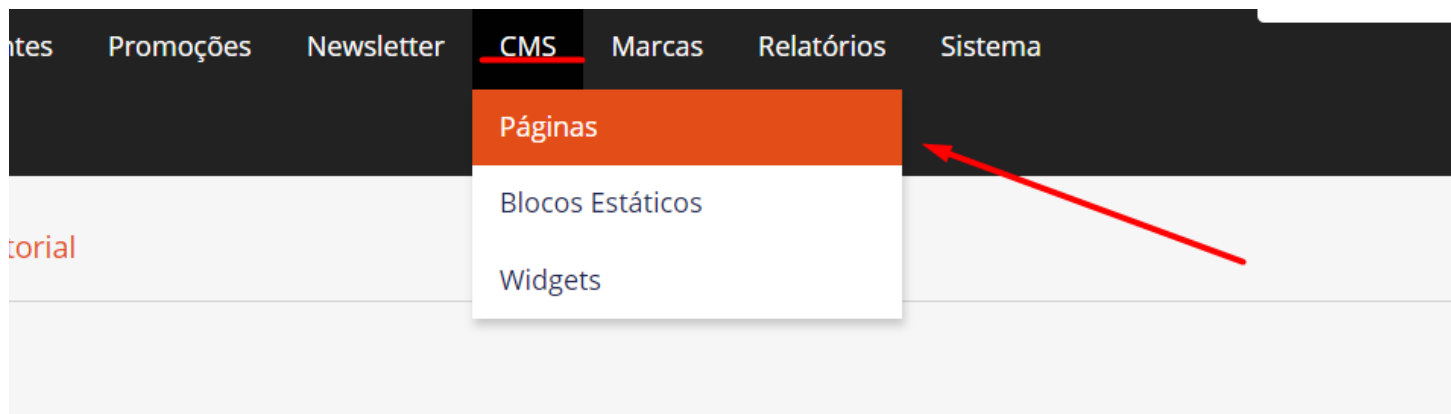 ntes Promoções Newsletter CMS Marcas Relatórios Sistema
Páginas
Blocos Estáticos
torial
Widgets